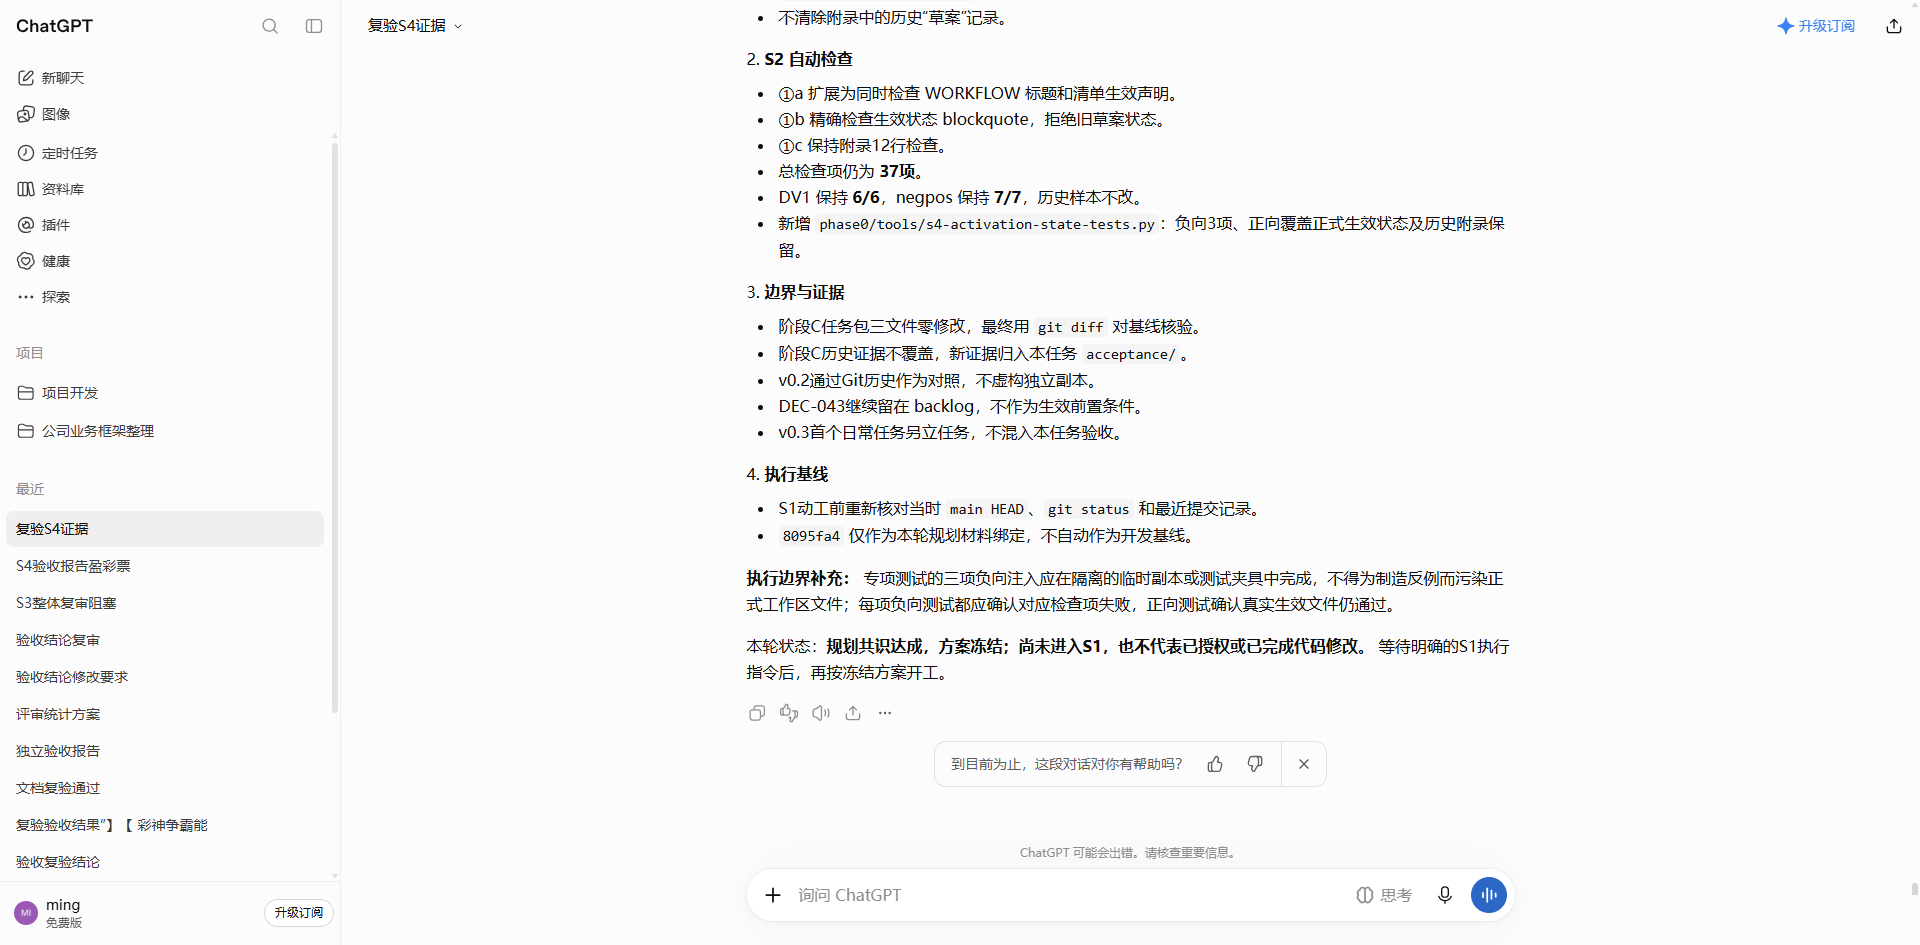 ChatGPT
新聊天
图像
定时任务
资料库
插件
健康
探索
项目
项目开发
公司业务框架整理
最近
复验S4证据
S4验收报告盈彩票
S3整体复审阻塞
验收结论复审
验收结论修改要求
评审统计方案
独立验收报告
文档复验通过
复验验收结果”】【 彩神争霸能
验收复验结论
MI
ming
免费版
升级订阅
复验S4证据
升级订阅
• 不清除附录中的历史“草案”记录。
2. S2 自动检查
• ①a 扩展为同时检查 WORKFLOW 标题和清单生效声明。
• ①b 精确检查生效状态 blockquote，拒绝旧草案状态。
• ①c 保持附录12行检查。
• 总检查项仍为 37项。
• DV1 保持 6/6，negpos 保持 7/7，历史样本不改。
• 新增 phase0/tools/s4-activation-state-tests.py：负向3项、正向覆盖正式生效状态及历史附录保
留。
3. 边界与证据
• 阶段C任务包三文件零修改，最终用 git diff 对基线核验。
• 阶段C历史证据不覆盖，新证据归入本任务 acceptance/。
• v0.2通过Git历史作为对照，不虚构独立副本。
• DEC-043继续留在 backlog，不作为生效前置条件。
• v0.3首个日常任务另立任务，不混入本任务验收。
4. 执行基线
• S1动工前重新核对当时 main HEAD、git status 和最近提交记录。
• 8095fa4 仅作为本轮规划材料绑定，不自动作为开发基线。
执行边界补充： 专项测试的三项负向注入应在隔离的临时副本或测试夹具中完成，不得为制造反例而污染正
式工作区文件；每项负向测试都应确认对应检查项失败，正向测试确认真实生效文件仍通过。
本轮状态：规划共识达成，方案冻结；尚未进入S1，也不代表已授权或已完成代码修改。 等待明确的S1执行
指令后，再按冻结方案开工。
到目前为止，这段对话对你有帮助吗？
ChatGPT 可能会出错。请核查重要信息。
询问 ChatGPT
思考